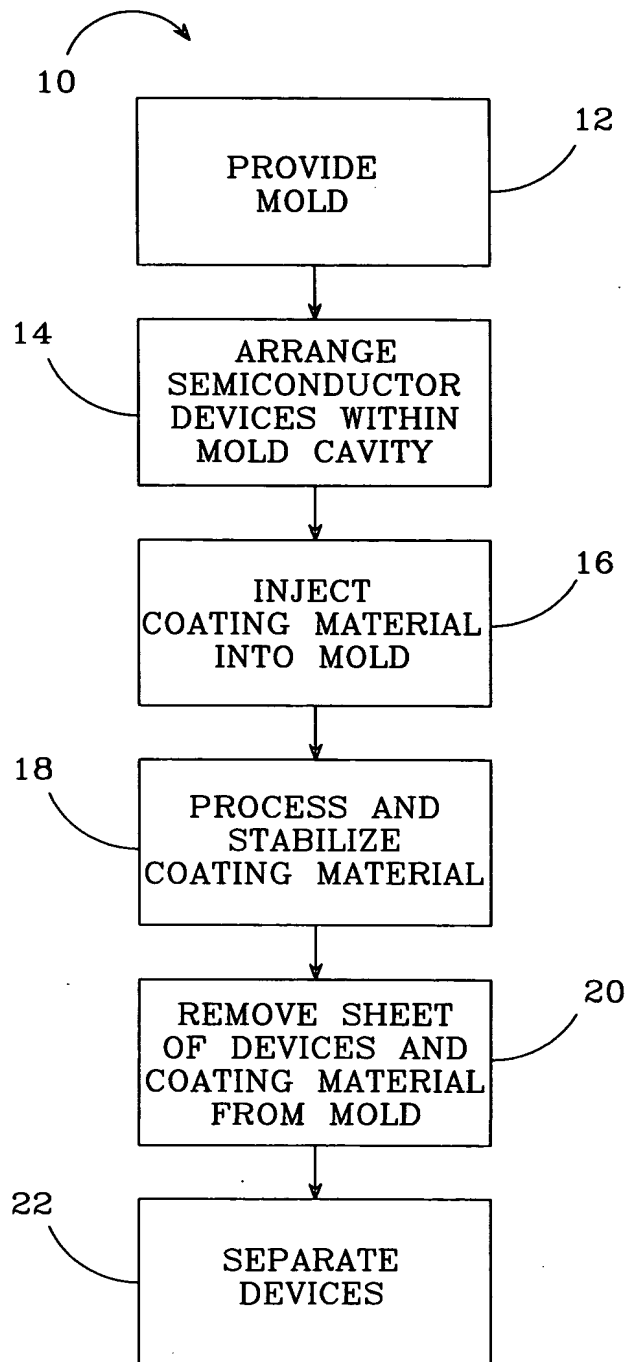 10
12
PROVIDE
MOLD
14
ARRANGE
SEMICONDUCTOR
DEVICES WITHIN
MOLD CAVITY
16
INJECT
COATING MATERIAL
INTO MOLD
18
PROCESS AND
STABILIZE
COATING MATERIAL
20
REMOVE SHEET
OF DEVICES AND
COATING MATERIAL
FROM MOLD
22
SEPARATE
DEVICES